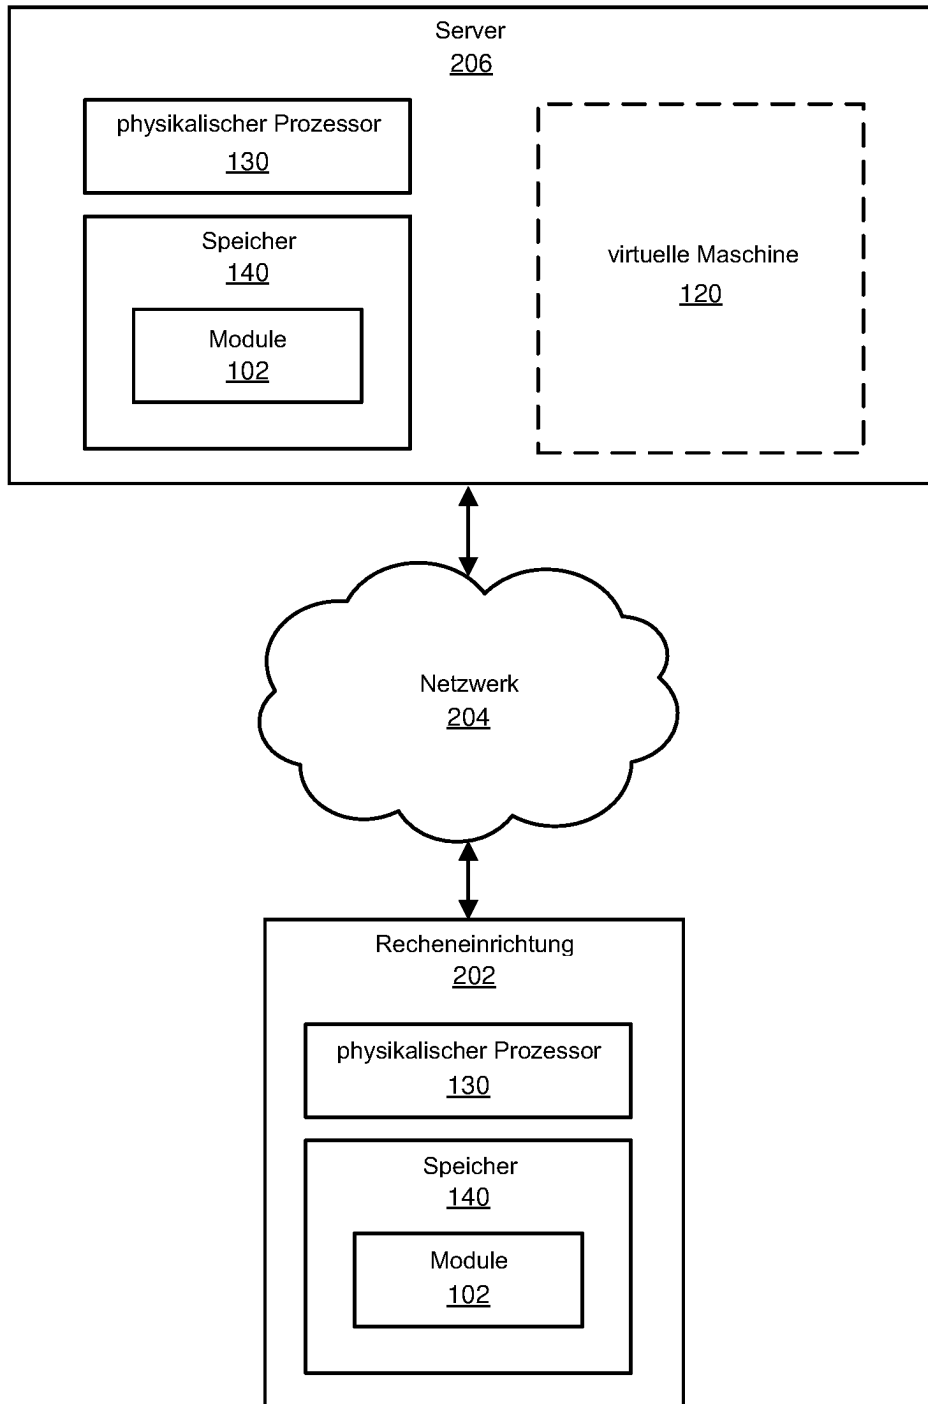 Server
206
physikalischer Prozessor
130
Speicher
140
Module
102
virtuelle Maschine
120
Netzwerk
204
Recheneinrichtung
202
physikalischer Prozessor
130
Speicher
140
Module
102